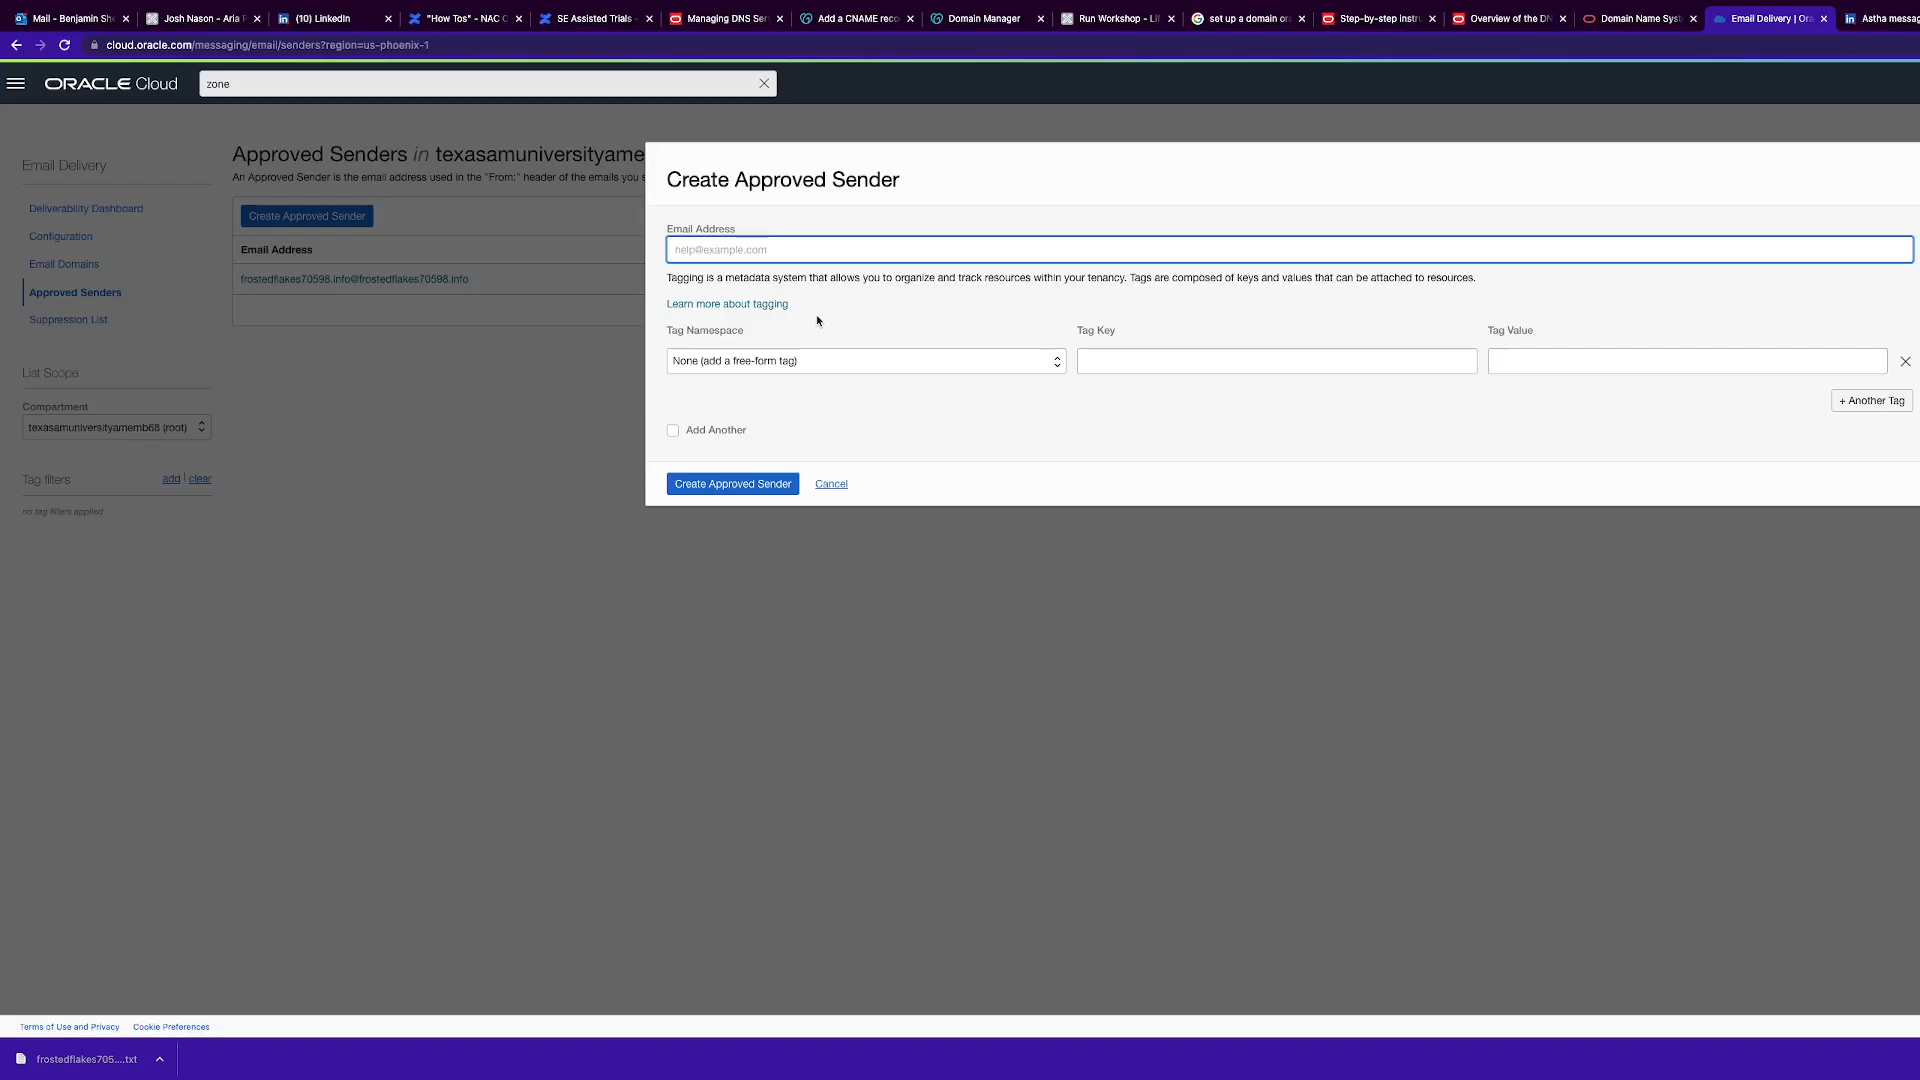 Mail - Benjamin She
Josh Nason - Aria P
(10) LinkedIn
"How Tos" - NAC C
SE Assisted Trials -
Managing DNS Ser
Add a CNAME reco
Domain Manager
Run Workshop - Lif
set up a domain or
Step-by-step instru
Overview of the DN
Domain Name Syst
Email Delivery | Ora
Astha messag
cloud.oracle.com/messaging/email/senders?region=us-phoenix-1
ORACLE Cloud
zone
Email Delivery
Deliverability Dashboard
Configuration
Email Domains
Approved Senders
Suppression List
List Scope
Compartment
texasamuniversityamemb68 (root)
Tag filters
add | clear
no tag filters applied
Approved Senders in texasamuniversityame
An Approved Sender is the email address used in the "From:" header of the emails you s
Create Approved Sender
Email Address
frostedflakes70598.info@frostedflakes70598.info
Create Approved Sender
Email Address
help@example.com
Tagging is a metadata system that allows you to organize and track resources within your tenancy. Tags are composed of keys and values that can be attached to resources.
Learn more about tagging
Tag Namespace
Tag Key
Tag Value
None (add a free-form tag)
+ Another Tag
Add Another
Create Approved Sender
Cancel
Terms of Use and Privacy
Cookie Preferences
frostedflakes705....txt